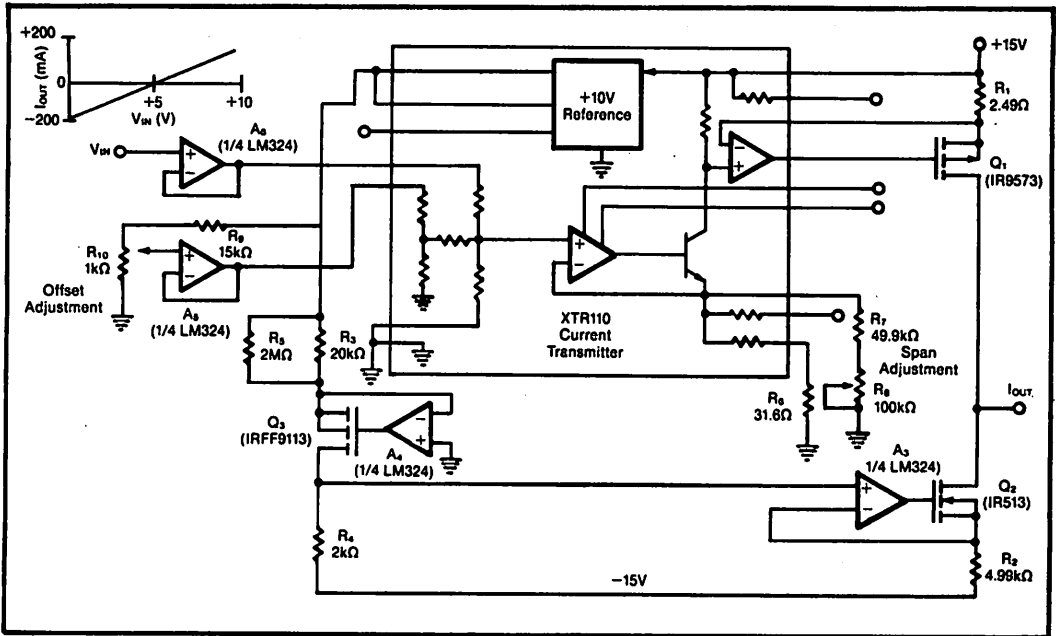 +200
IOUT (mA)
0
−200
+5
+10
VIN (V)
A6
(1/4 LM324)
VIN
R9
15kΩ
R10
1kΩ
Offset
Adjustment
A5
(1/4 LM324)
R5
2MΩ
R3
20kΩ
Q3
(IRFF9113)
A4
(1/4 LM324)
R4
2kΩ
+10V
Reference
XTR110
Current
Transmitter
+15V
R1
2.49Ω
Q1
(IR9573)
R7
49.9kΩ
Span
Adjustment
R8
100kΩ
R6
31.6Ω
IOUT.
A3
1/4 LM324)
Q2
(IR513)
R2
4.99kΩ
−15V